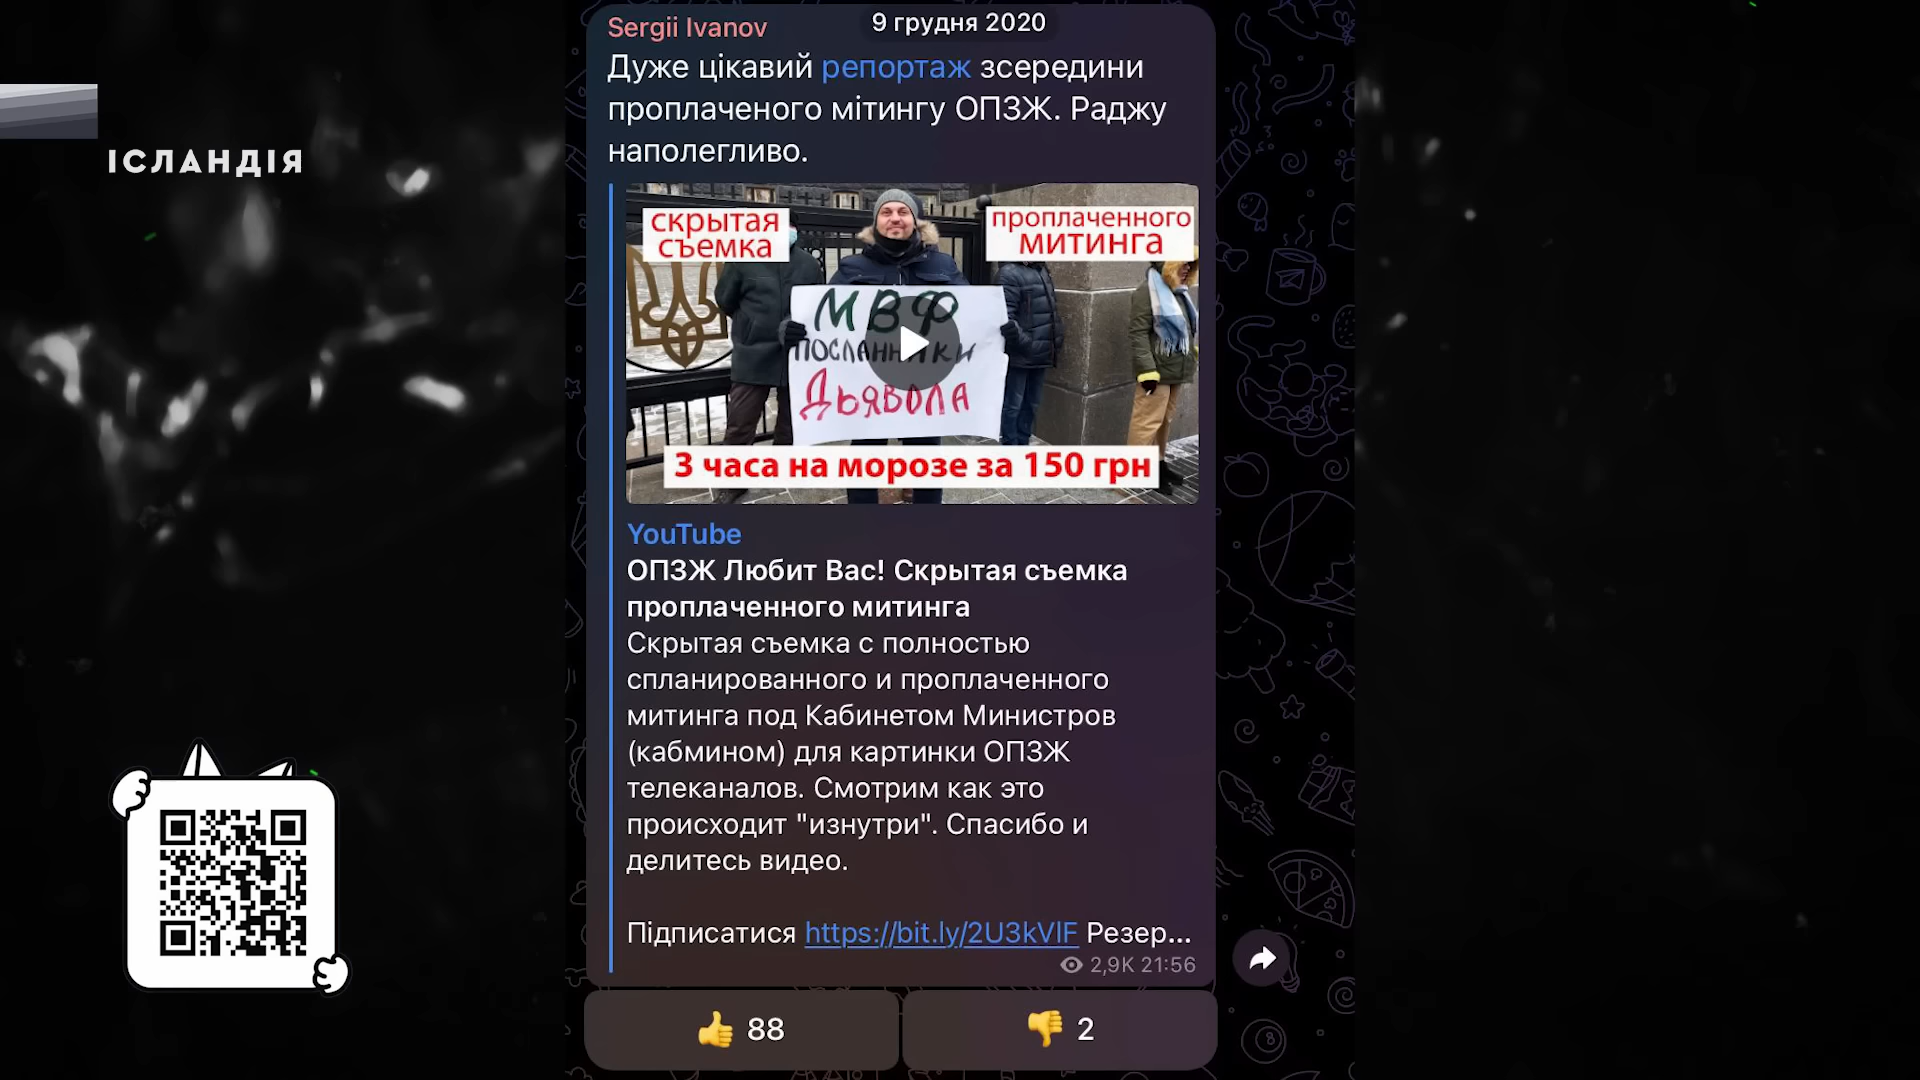 ІСЛАНДІЯ
9 грудня 2020
Sergii Ivanov
Дуже цікавий репортаж зсередини
проплаченого мітингу ОПЗЖ. Раджу
наполегливо.
скрытая
съемка
проплаченного
митинга
МВФ
ПОСЛАННИКИ
ДЬЯВОЛА
3 часа на морозе за 150 грн
YouTube
ОПЗЖ Любит Вас! Скрытая съемка
проплаченного митинга
Скрытая съемка с полностью
спланированного и проплаченного
митинга под Кабинетом Министров
(кабмином) для картинки ОПЗЖ
телеканалов. Смотрим как это
происходит "изнутри". Спасибо и
делитесь видео.
Підписатися https://bit.ly/2U3kVlF Резер...
2,9K 21:56
👍 88
👎 2